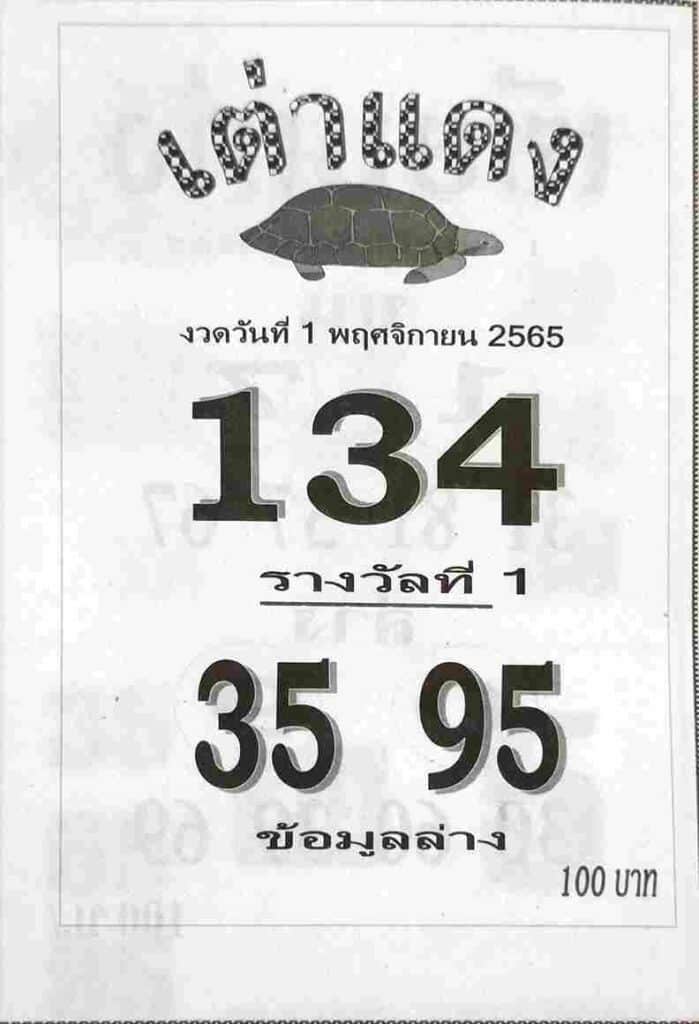 เต่าแดง
งวดวันที่ 1 พฤศจิกายน 2565
134
รางวัลที่ 1
35 95
ข้อมูลล่าง
100 บาท